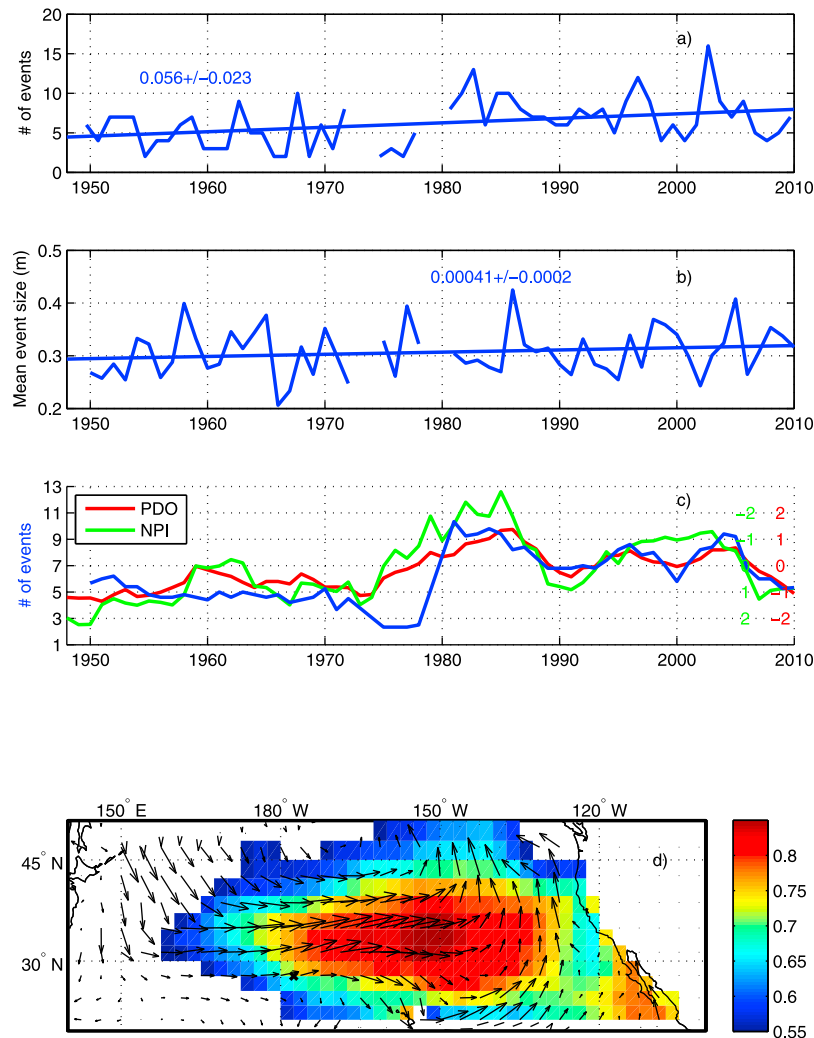 20
15
10
5
0
# of events
a)
0.056+/-0.023
1950 1960 1970 1980 1990 2000 2010
0.5
0.4
0.3
0.2
Mean event size (m)
b)
0.00041+/-0.0002
1950 1960 1970 1980 1990 2000 2010
13
11
9
7
5
3
1
# of events
PDO
NPI
c)
-2 2
-1 1
0 0
1 -1
2 -2
1950 1960 1970 1980 1990 2000 2010
150° E 180° W 150° W 120° W
45° N
30° N
d)
0.8
0.75
0.7
0.65
0.6
0.55